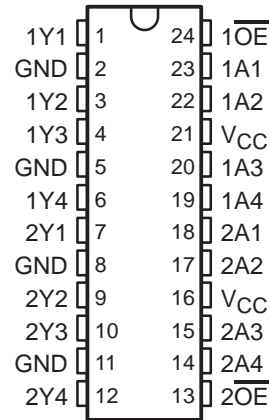 1Y1 1 24 1O̅E̅
GND 2 23 1A1
1Y2 3 22 1A2
1Y3 4 21 VCC
GND 5 20 1A3
1Y4 6 19 1A4
2Y1 7 18 2A1
GND 8 17 2A2
2Y2 9 16 VCC
2Y3 10 15 2A3
GND 11 14 2A4
2Y4 12 13 2O̅E̅